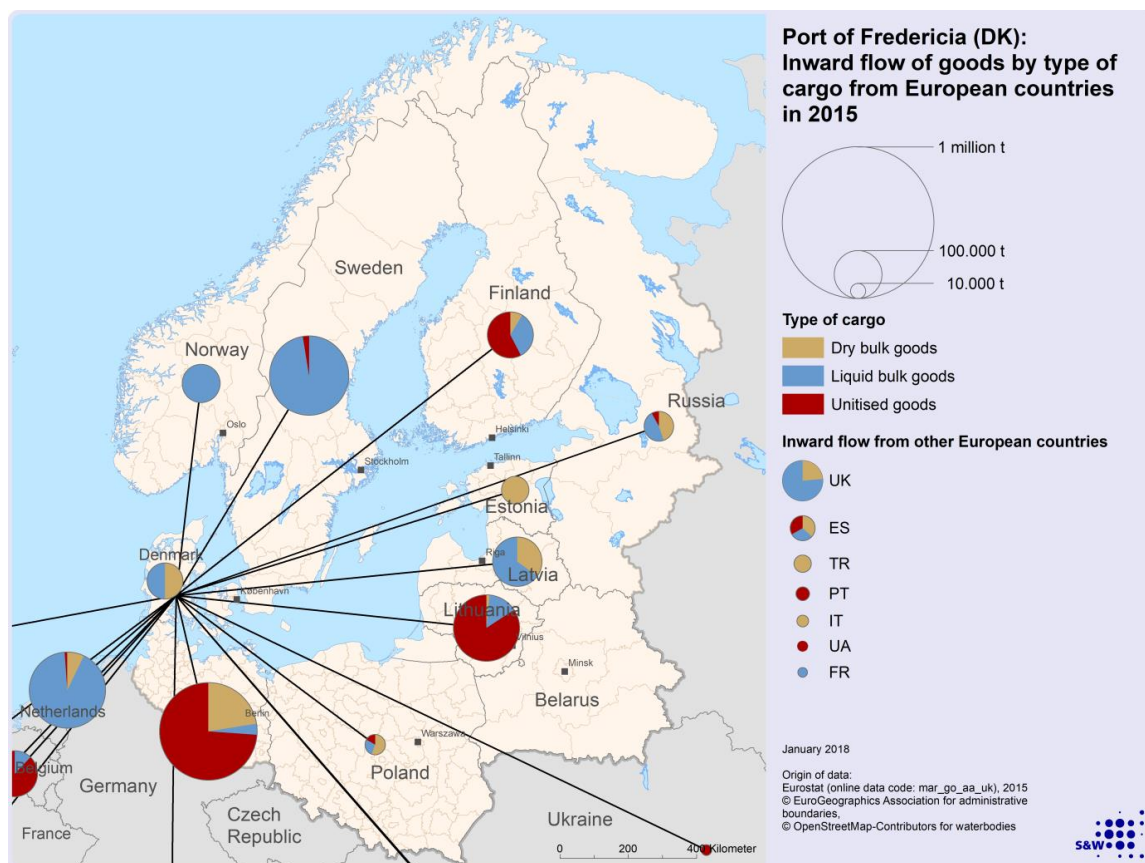 Port of Fredericia (DK):
Inward flow of goods by type of
cargo from European countries
in 2015
1 million t
100.000 t
10.000 t
Type of cargo
Dry bulk goods
Liquid bulk goods
Unitised goods
Inward flow from other European countries
UK
ES
TR
PT
IT
UA
FR
January 2018
Origin of data:
Eurostat (online data code: mar_go_aa_uk), 2015
© EuroGeographics Association for administrative
boundaries,
© OpenStreetMap-Contributors for waterbodies
S&W
Sweden
Finland
Norway
Russia
Oslo
Helsinki
Tallinn
Stockholm
Estonia
Denmark
Riga
Latvia
København
Lithuania
Vilnius
Minsk
Belarus
Netherlands
Berlin
Warszawa
Poland
Belgium
Germany
Czech
Republic
Ukraine
France
0 200 400 Kilometer